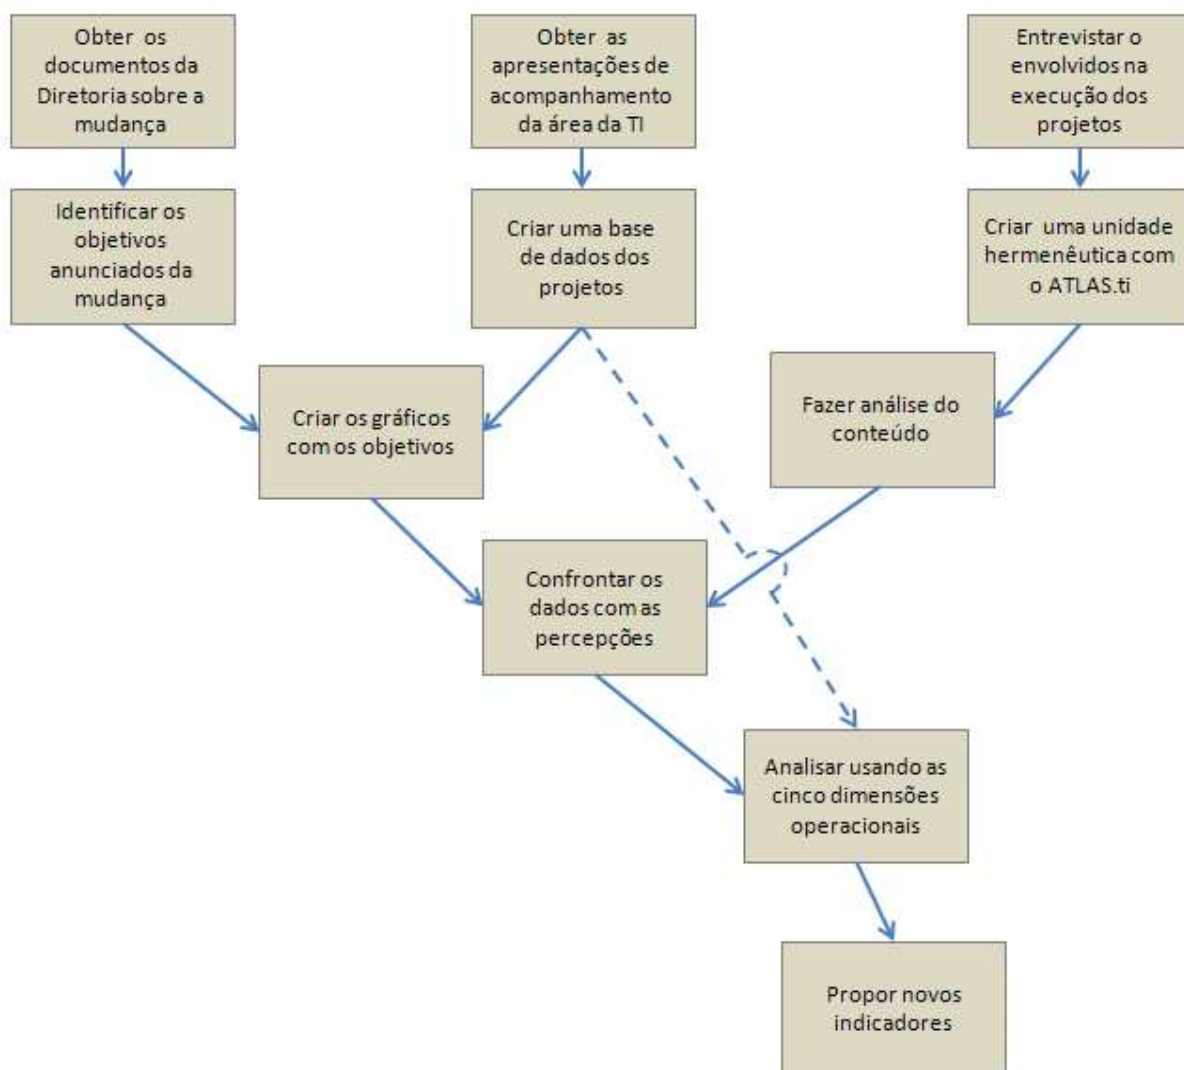 Obter os
documentos da
Diretoria sobre a
mudança
Obter as
apresentações de
acompanhamento
da área da TI
Entrevistar o
envolvidos na
execução dos
projetos
Identificar os
objetivos
anunciados da
mudança
Criar uma base
de dados dos
projetos
Criar uma unidade
hermenêutica com
o ATLAS.ti
Criar os gráficos
com os objetivos
Fazer análise do
conteúdo
Confrontar os
dados com as
percepções
Analisar usando as
cinco dimensões
operacionais
Propor novos
indicadores